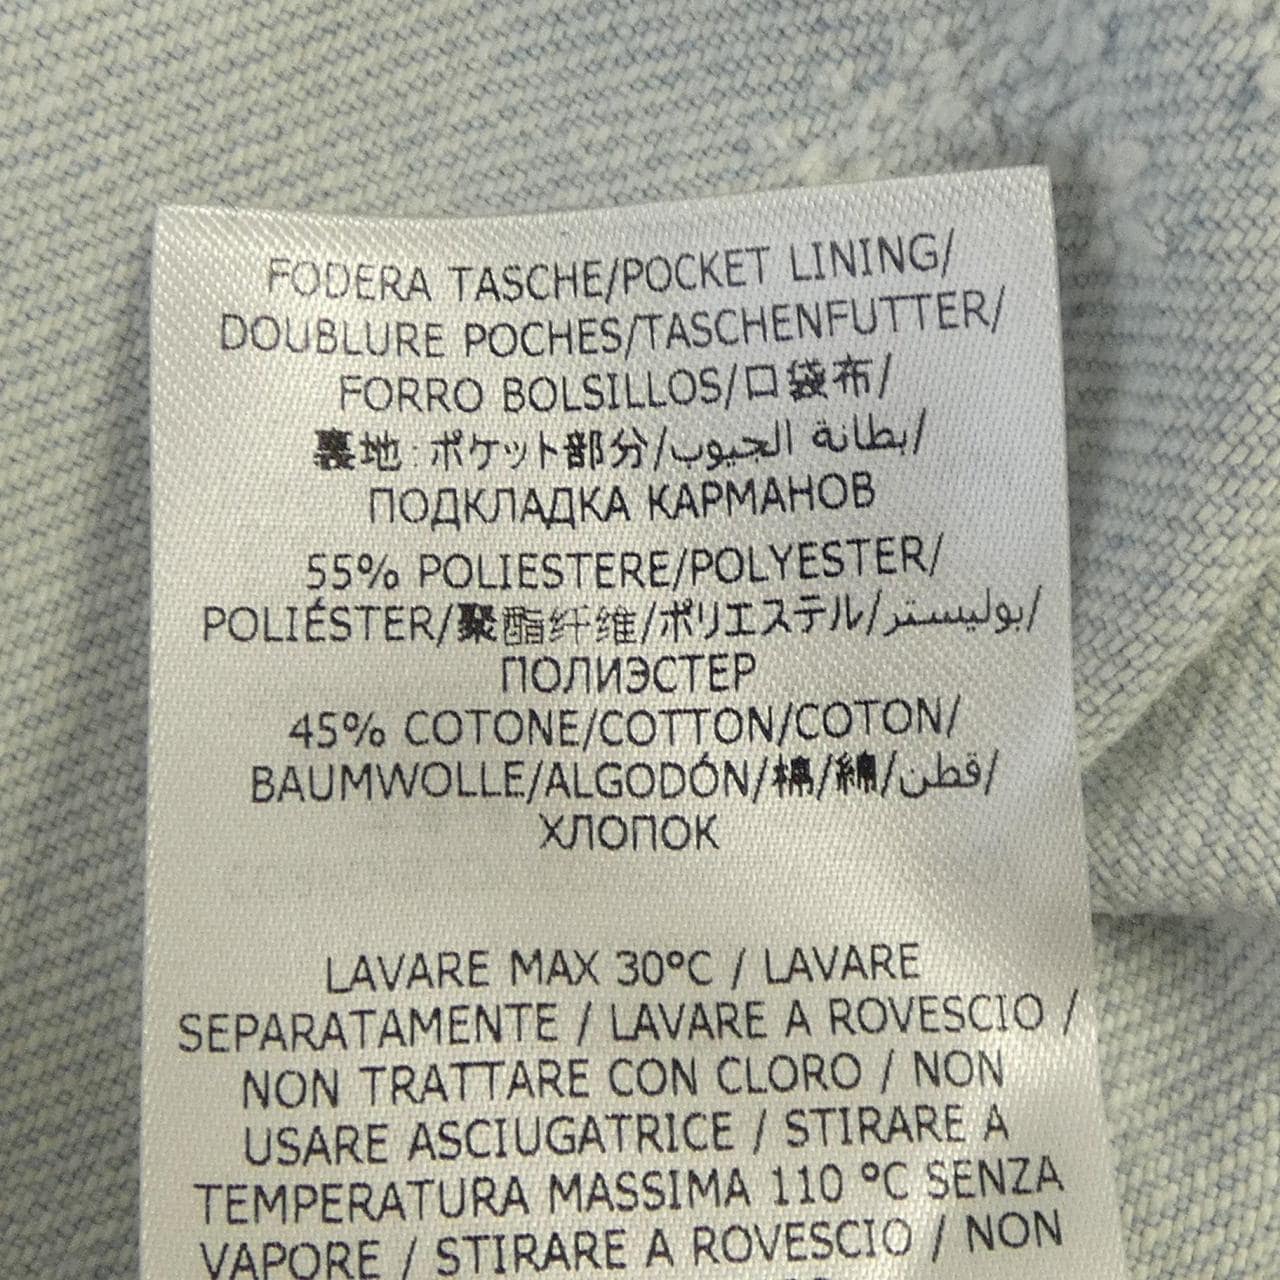 FODERA TASCHE/POCKET LINING/
DOUBLURE POCHES/TASCHENFUTTER/
FORRO BOLSILLOS/口袋布/
裏地:ポケット部分/بطانة الجيوب/
ПОДКЛАДКА КАРМАНОВ
55% POLIESTERE/POLYESTER/
POLIÉSTER/聚酯纤维/ポリエステル/بوليستر/
ПОЛИЭСТЕР
45% COTONE/COTTON/COTON/
BAUMWOLLE/ALGODÓN/棉/綿/قطن/
ХЛОПОК
LAVARE MAX 30°C / LAVARE
SEPARATAMENTE / LAVARE A ROVESCIO /
NON TRATTARE CON CLORO / NON
USARE ASCIUGATRICE / STIRARE A
TEMPERATURA MASSIMA 110 °C SENZA
VAPORE / STIRARE A ROVESCIO / NON